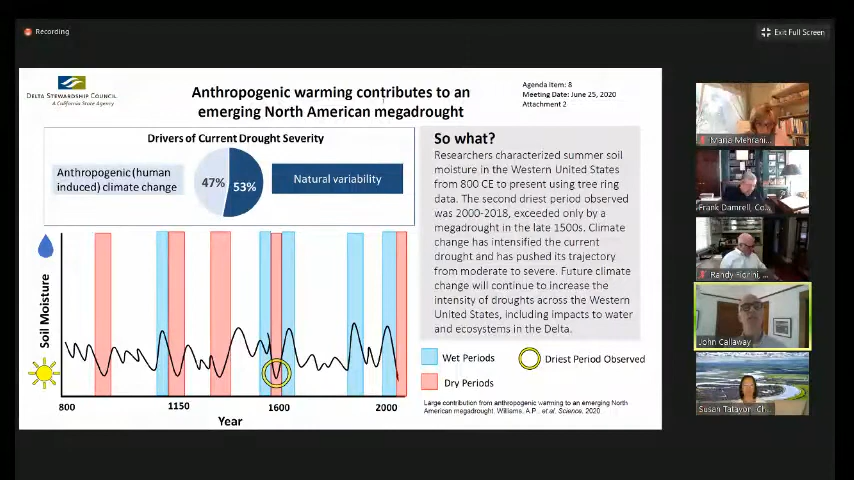 Recording
Exit Full Screen
DELTA STEWARDSHIP COUNCIL
A California State Agency
Anthropogenic warming contributes to an
emerging North American megadrought
Agenda Item: 8
Meeting Date: June 25, 2020
Attachment 2
Drivers of Current Drought Severity
Anthropogenic (human
induced) climate change
47%
53%
Natural variability
So what?
Researchers characterized summer soil
moisture in the Western United States
from 800 CE to present using tree ring
data. The second driest period observed
was 2000-2018, exceeded only by a
megadrought in the late 1500s. Climate
change has intensified the current
drought and has pushed its trajectory
from moderate to severe. Future climate
change will continue to increase the
intensity of droughts across the Western
United States, including impacts to water
and ecosystems in the Delta.
Soil Moisture
800
1150
1600
2000
Year
Wet Periods
Driest Period Observed
Dry Periods
Large contribution from anthropogenic warming to an emerging North
American megadrought. Williams. A.P. et.al, Science, 2020
Maria Mehrani...
Frank Damrell, Co...
Randy Fiorini, ...
John Callaway
Susan Tatayon, Ch...